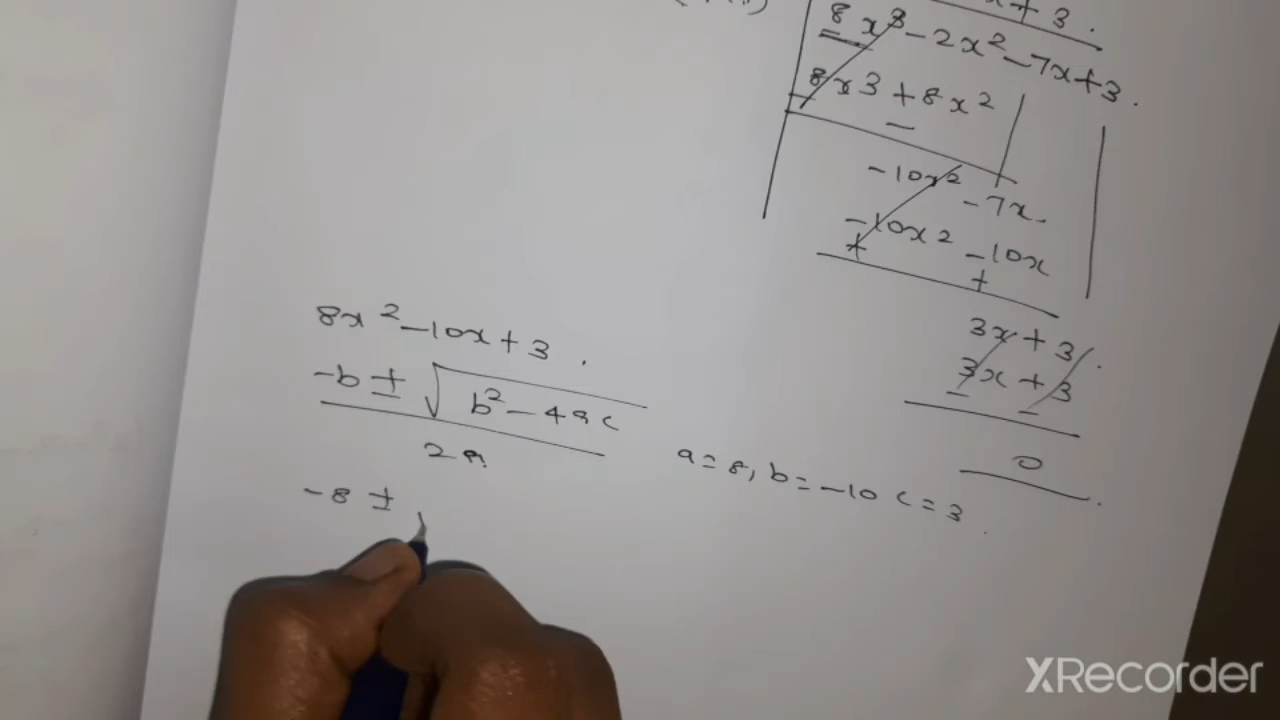 x + 3.
8x3 - 2x2 - 7x + 3.
8x3 + 8x2
-
-
-10x2 - 7x
-10x2 - 10x
+ +
3x + 3
3x + 3
- -
0
8x2 - 10x + 3.
-b ± √b2 - 4ac
2a
a = 8, b = -10 c = 3
-8 ±
XRecorder